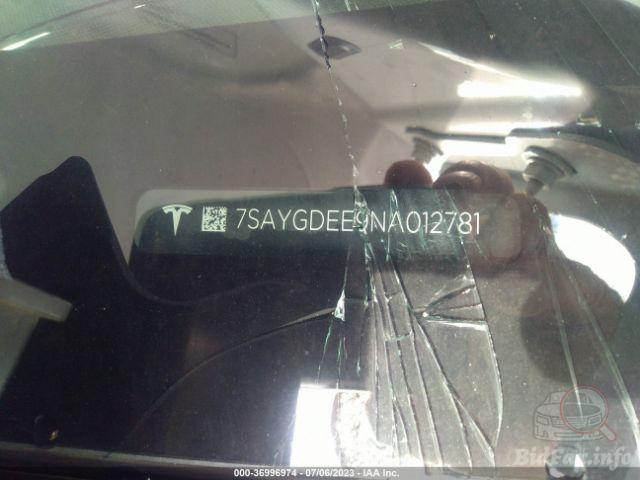 7SAYGDEE9NA012781
BidFax.info
000-36996974 - 07/06/2023 - IAA Inc.